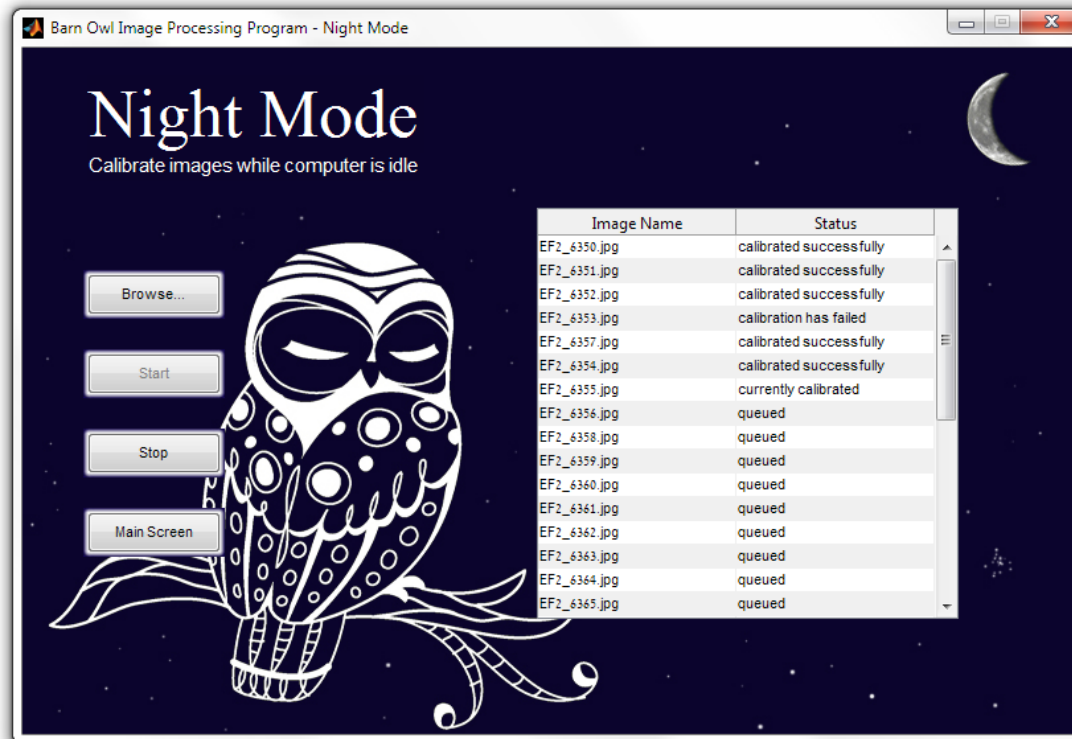 Barn Owl Image Processing Program - Night Mode
Night Mode
Calibrate images while computer is idle
Browse...
Start
Stop
Main Screen
Image Name Status
EF2_6350.jpg calibrated successfully
EF2_6351.jpg calibrated successfully
EF2_6352.jpg calibrated successfully
EF2_6353.jpg calibration has failed
EF2_6357.jpg calibrated successfully
EF2_6354.jpg calibrated successfully
EF2_6355.jpg currently calibrated
EF2_6356.jpg queued
EF2_6358.jpg queued
EF2_6359.jpg queued
EF2_6360.jpg queued
EF2_6361.jpg queued
EF2_6362.jpg queued
EF2_6363.jpg queued
EF2_6364.jpg queued
EF2_6365.jpg queued